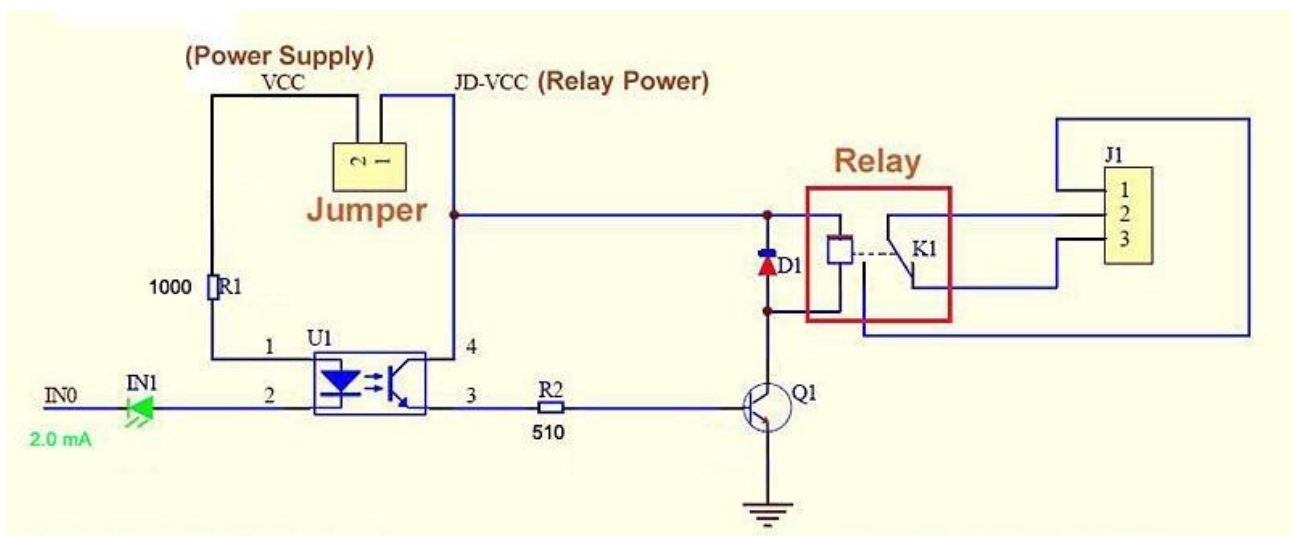 (Power Supply)
VCC
JD-VCC (Relay Power)
2 1
Jumper
Relay
J1
1
2
3
K1
D1
1000 R1
U1
1
4
IN0
IN1
2
3
R2
Q1
2.0 mA
510